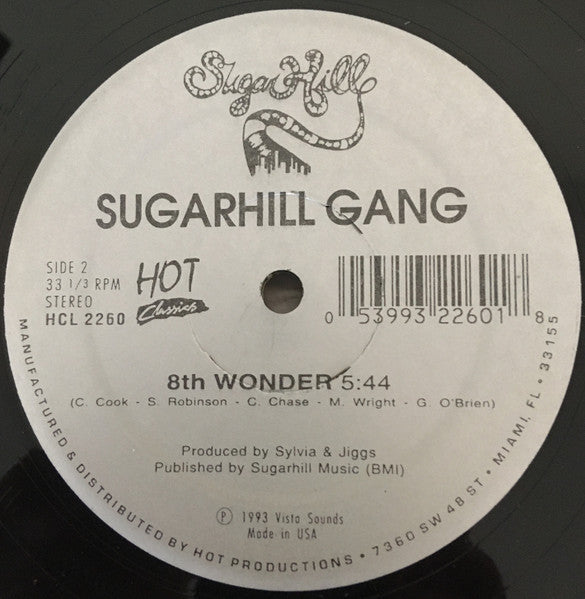 Sugar Hill
SUGARHILL GANG
SIDE 2
33 1/3 RPM
STEREO
HCL 2260
HOT
Classics
0 53993 22601 8
8th WONDER 5:44
(C. Cook - S. Robinson - C. Chase - M. Wright - G. O'Brien)
Produced by Sylvia & Jiggs
Published by Sugarhill Music (BMI)
℗ 1993 Vista Sounds
Made in USA
MANUFACTURED & DISTRIBUTED BY HOT PRODUCTIONS • 7360 SW 48 ST • MIAMI, FL • 33155